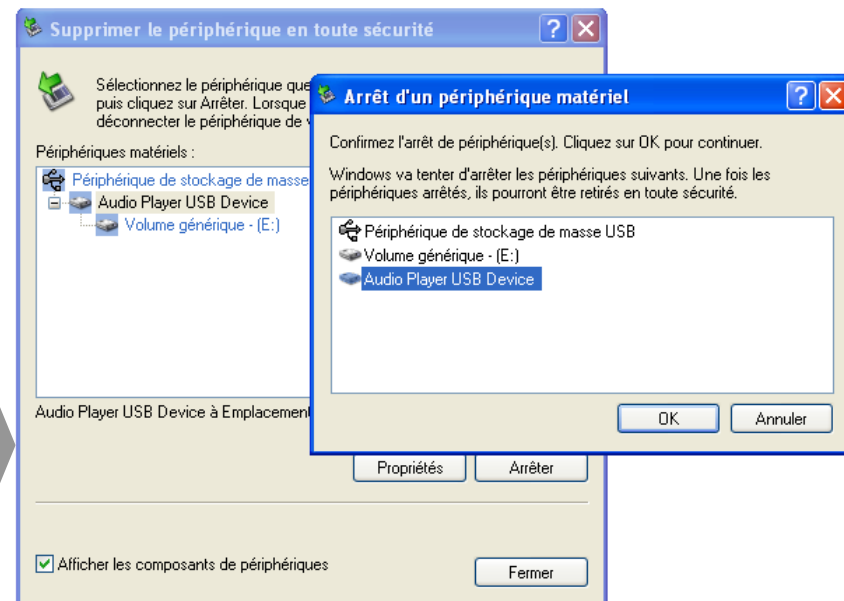 Supprimer le périphérique en toute sécurité
Sélectionnez le périphérique que
puis cliquez sur Arrêter. Lorsque
déconnecter le périphérique de
Périphériques matériels :
Périphérique de stockage de masse
Audio Player USB Device
Volume générique - (E:)
Audio Player USB Device à Emplacement
Propriétés
Arrêter
Afficher les composants de périphériques
Fermer
Arrêt d'un périphérique matériel
Confirmez l'arrêt de périphérique(s). Cliquez sur OK pour continuer.
Windows va tenter d'arrêter les périphériques suivants. Une fois les
périphériques arrêtés, ils pourront être retirés en toute sécurité.
Périphérique de stockage de masse USB
Volume générique - (E:)
Audio Player USB Device
OK
Annuler